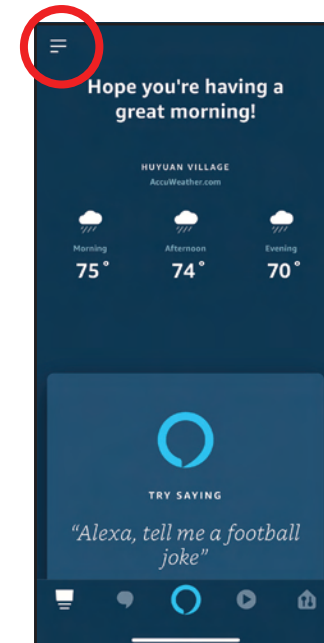 Hope you're having a
great morning!
HUYUAN VILLAGE
AccuWeather.com
Morning Afternoon Evening
75° 74° 70°
TRY SAYING
“Alexa, tell me a football
joke”